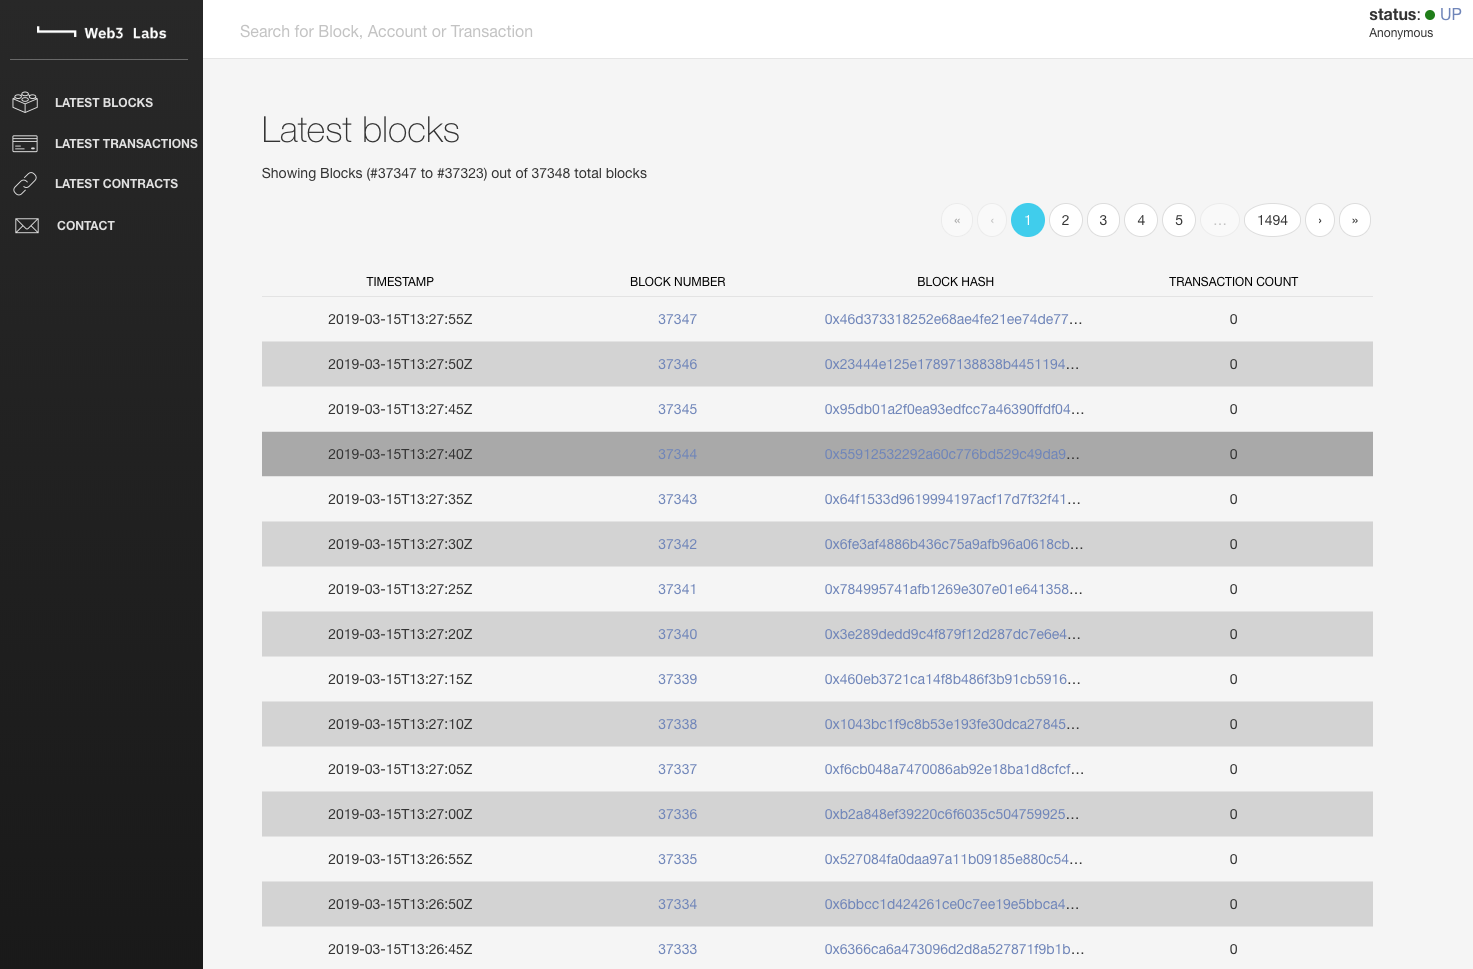 Web3 Labs
LATEST BLOCKS
LATEST TRANSACTIONS
LATEST CONTRACTS
CONTACT
Search for Block, Account or Transaction
status: UP
Anonymous
Latest blocks
Showing Blocks (#37347 to #37323) out of 37348 total blocks
« ‹ 1 2 3 4 5 ... 1494 › »
TIMESTAMP BLOCK NUMBER BLOCK HASH TRANSACTION COUNT
2019-03-15T13:27:55Z 37347 0x46d373318252e68ae4fe21ee74de77... 0
2019-03-15T13:27:50Z 37346 0x23444e125e17897138838b4451194... 0
2019-03-15T13:27:45Z 37345 0x95db01a2f0ea93edfcc7a46390ffdf04... 0
2019-03-15T13:27:40Z 37344 0x55912532292a60c776bd529c49da9... 0
2019-03-15T13:27:35Z 37343 0x64f1533d9619994197acf17d7f32f41... 0
2019-03-15T13:27:30Z 37342 0x6fe3af4886b436c75a9afb96a0618cb... 0
2019-03-15T13:27:25Z 37341 0x784995741afb1269e307e01e641358... 0
2019-03-15T13:27:20Z 37340 0x3e289dedd9c4f879f12d287dc7e6e4... 0
2019-03-15T13:27:15Z 37339 0x460eb3721ca14f8b486f3b91cb5916... 0
2019-03-15T13:27:10Z 37338 0x1043bc1f9c8b53e193fe30dca27845... 0
2019-03-15T13:27:05Z 37337 0xf6cb048a7470086ab92e18ba1d8cfcf... 0
2019-03-15T13:27:00Z 37336 0xb2a848ef39220c6f6035c504759925... 0
2019-03-15T13:26:55Z 37335 0x527084fa0daa97a11b09185e880c54... 0
2019-03-15T13:26:50Z 37334 0x6bbcc1d424261ce0c7ee19e5bbca4... 0
2019-03-15T13:26:45Z 37333 0x6366ca6a473096d2d8a527871f9b1b... 0